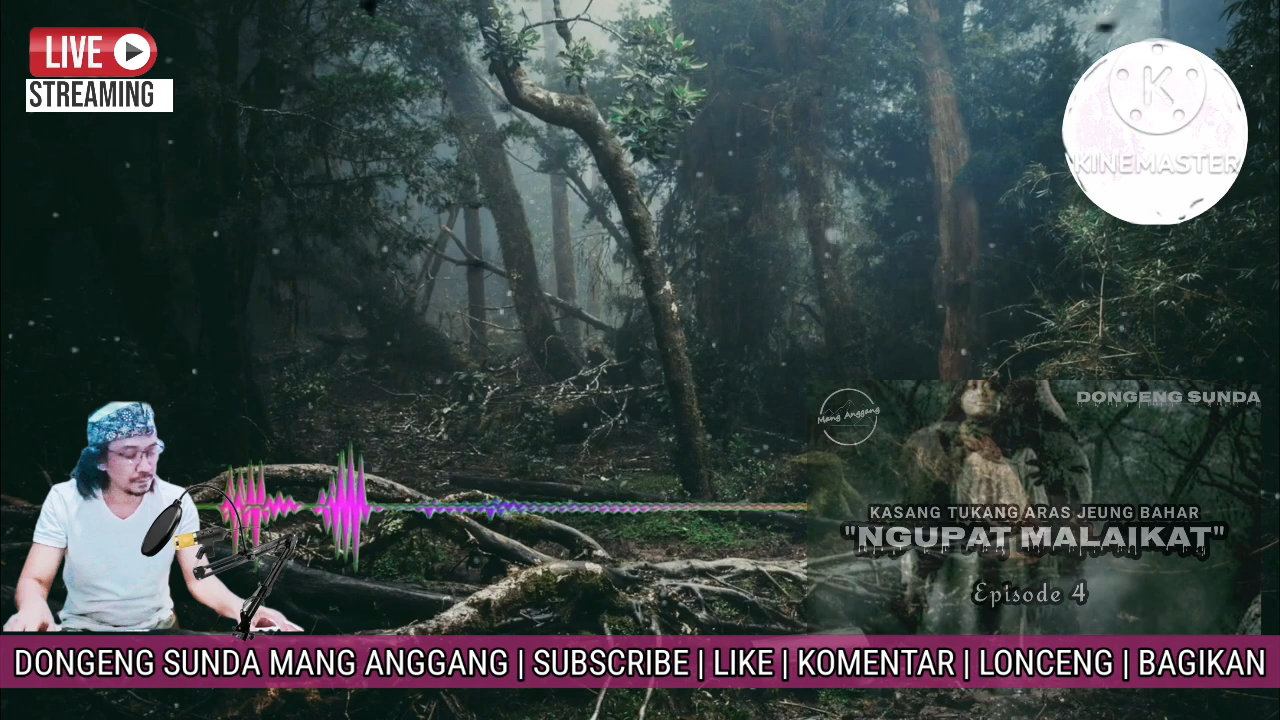 LIVE
STREAMING
K
KINEMASTER
Mang Anggang
DONGENG SUNDA
KASANG TUKANG ARAS JEUNG BAHAR
"NGUPAT MALAIKAT"
Episode 4
DONGENG SUNDA MANG ANGGANG | SUBSCRIBE | LIKE | KOMENTAR | LONCENG | BAGIKAN